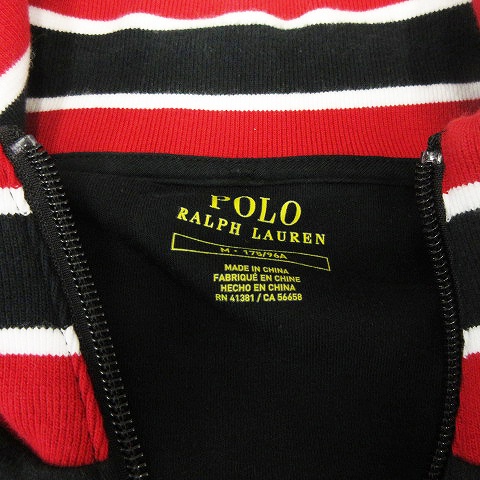 POLO
RALPH LAUREN
M • 175/96A
MADE IN CHINA
FABRIQUÉ EN CHINE
HECHO EN CHINA
RN 41381 / CA 56658